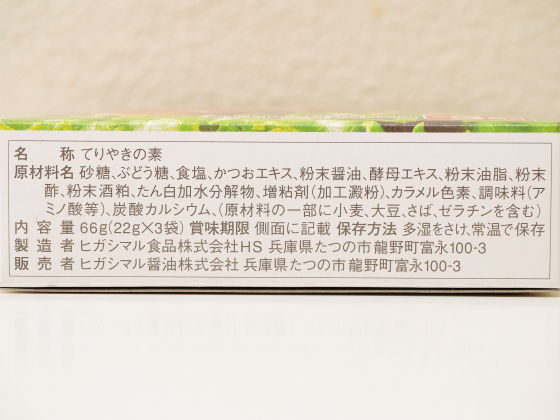 名 称 てりやきの素
原材料名 砂糖、ぶどう糖、食塩、かつおエキス、粉末醤油、酵母エキス、粉末油脂、粉末
酢、粉末酒粕、たん白加水分解物、増粘剤(加工澱粉)、カラメル色素、調味料(ア
ミノ酸等)、炭酸カルシウム、(原材料の一部に小麦、大豆、さば、ゼラチンを含む)
内 容 量 66g(22g×3袋) 賞味期限 側面に記載 保存方法 多湿をさけ、常温で保存
製 造 者 ヒガシマル食品株式会社HS 兵庫県たつの市龍野町富永100-3
販 売 者 ヒガシマル醤油株式会社 兵庫県たつの市龍野町富永100-3